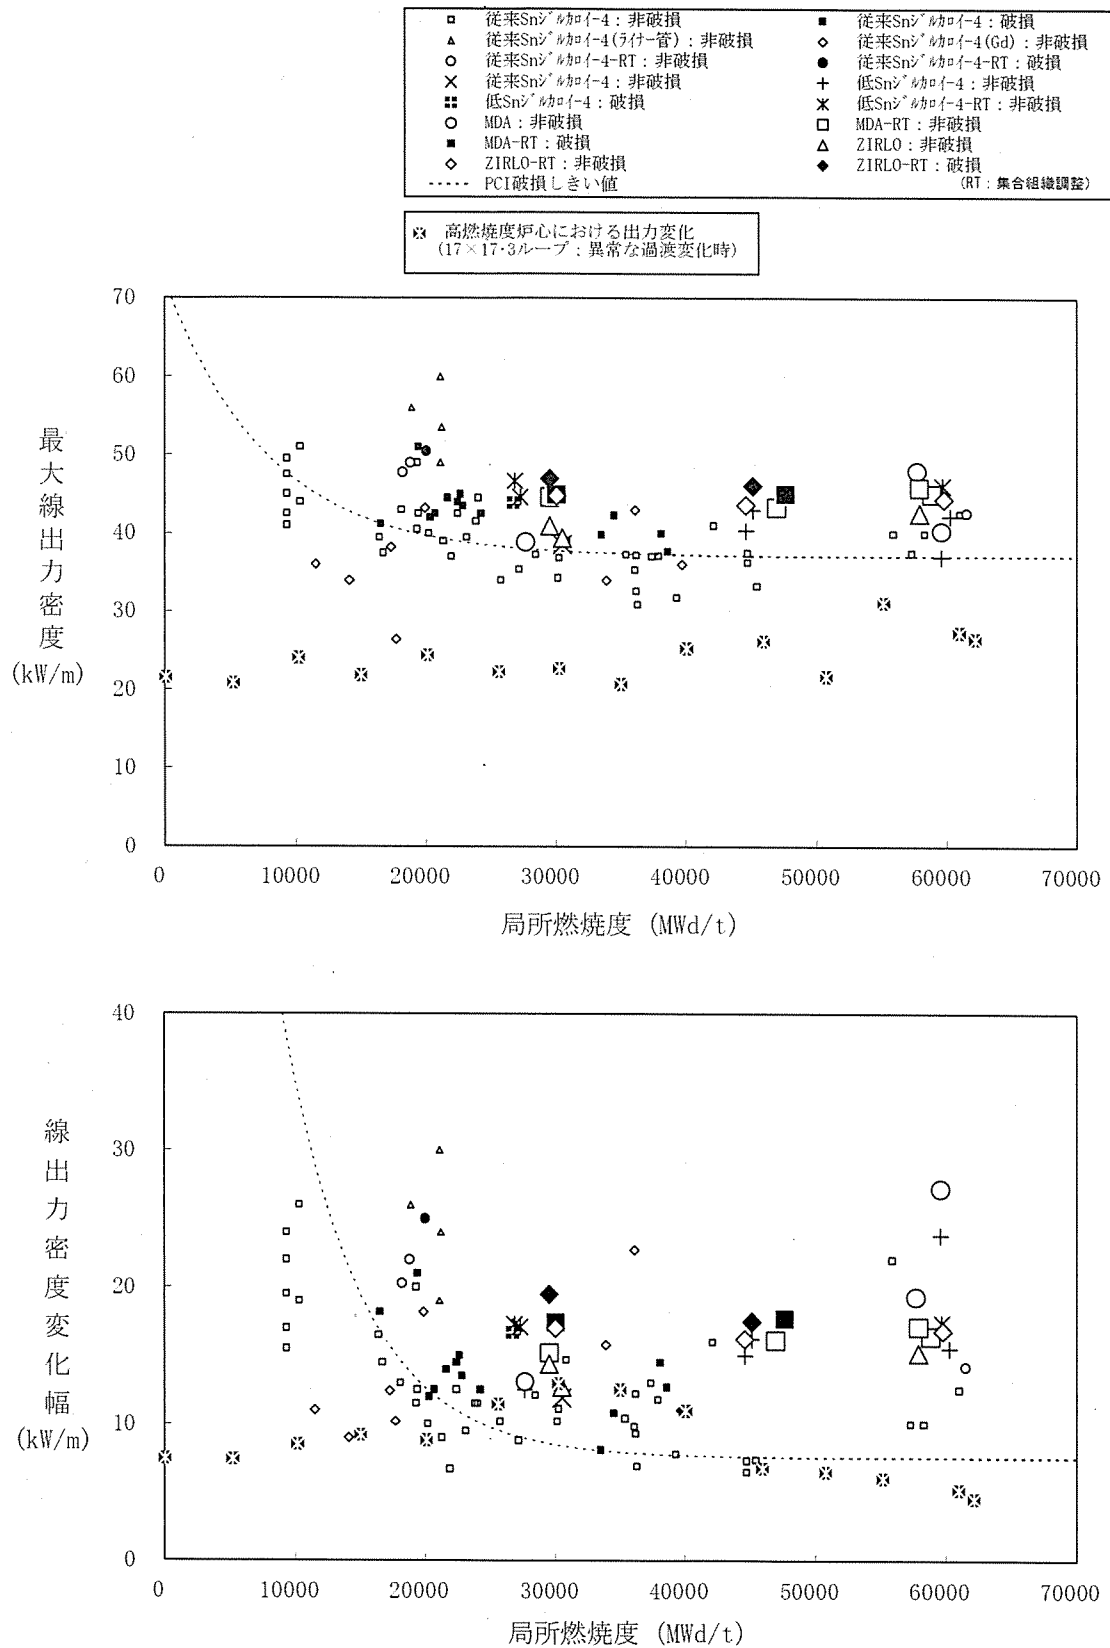 従来Snｼﾞﾙｶﾛｲ-4：非破損
従来Snｼﾞﾙｶﾛｲ-4：破損
従来Snｼﾞﾙｶﾛｲ-4(ﾗｲﾅｰ管)：非破損
従来Snｼﾞﾙｶﾛｲ-4(Gd)：非破損
従来Snｼﾞﾙｶﾛｲ-4-RT：非破損
従来Snｼﾞﾙｶﾛｲ-4-RT：破損
従来Snｼﾞﾙｶﾛｲ-4：非破損
低Snｼﾞﾙｶﾛｲ-4：非破損
低Snｼﾞﾙｶﾛｲ-4：破損
低Snｼﾞﾙｶﾛｲ-4-RT：非破損
MDA：非破損
MDA-RT：非破損
MDA-RT：破損
ZIRLO：非破損
ZIRLO-RT：非破損
ZIRLO-RT：破損
PCI破損しきい値
(RT：集合組織調整)
高燃焼度炉心における出力変化
(17×17・3ループ：異常な過渡変化時)
最大線出力密度
(kW/m)
70
60
50
40
30
20
10
0
0 10000 20000 30000 40000 50000 60000 70000
局所燃焼度 (MWd/t)
線出力密度変化幅
(kW/m)
40
30
20
10
0
0 10000 20000 30000 40000 50000 60000 70000
局所燃焼度 (MWd/t)